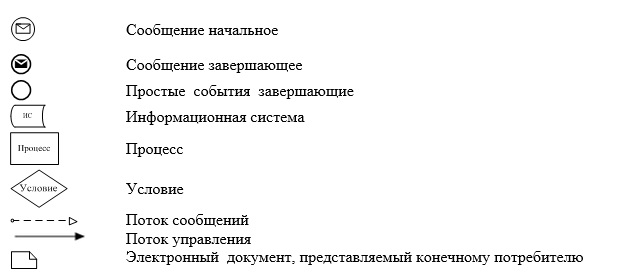 Сообщение начальное
Сообщение завершающее
Простые события завершающие
ИС Информационная система
Процесс Процесс
Условие Условие
Поток сообщений
Поток управления
Электронный документ, представляемый конечному потребителю